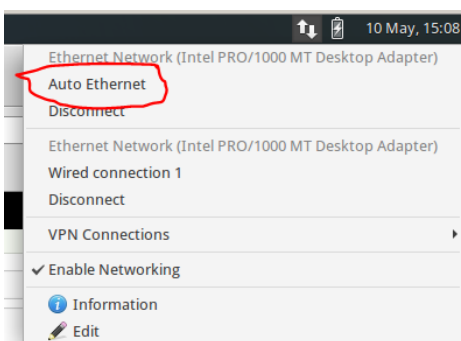 10 May, 15:08
Ethernet Network (Intel PRO/1000 MT Desktop Adapter)
Auto Ethernet
Disconnect
Ethernet Network (Intel PRO/1000 MT Desktop Adapter)
Wired connection 1
Disconnect
VPN Connections
Enable Networking
Information
Edit